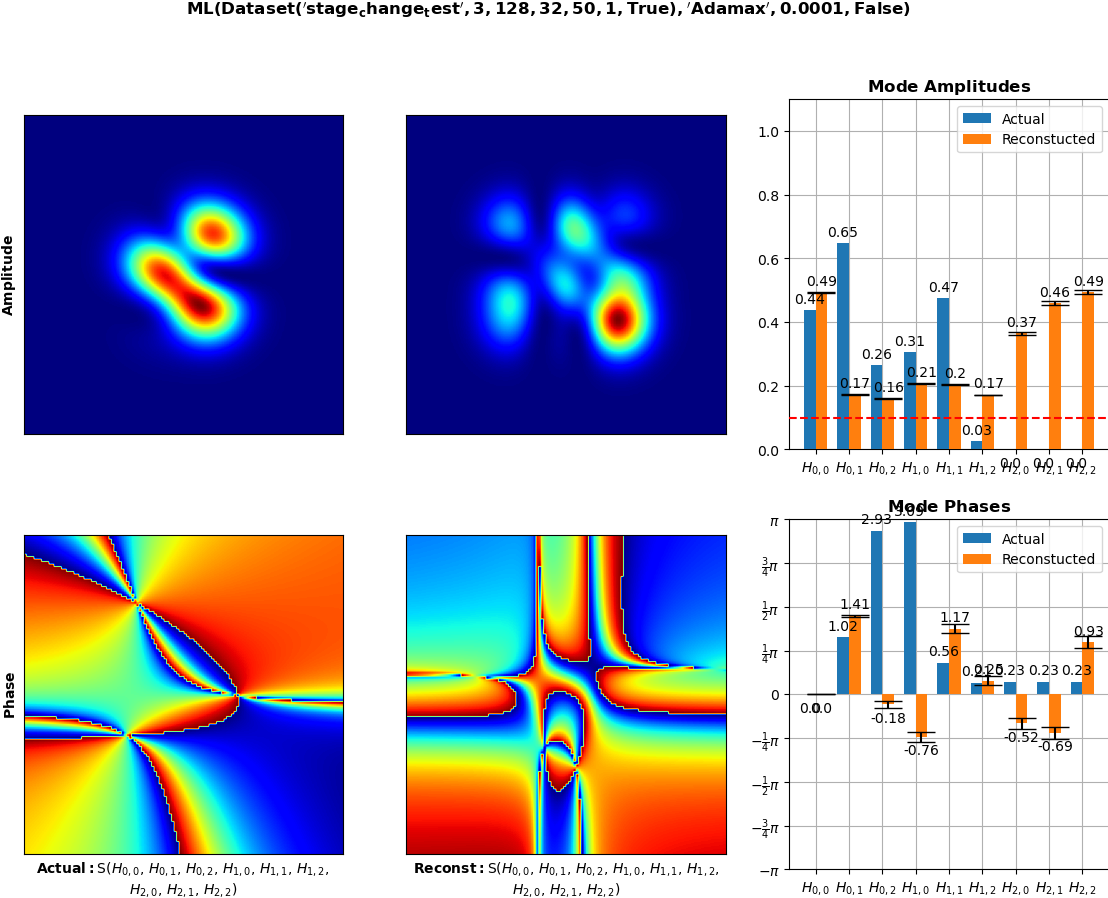 ML(Dataset('stage_change_test', 3, 128, 32, 50, 1, True), 'Adamax', 0.0001, False)
Amplitude
Mode Amplitudes
Actual
Reconstucted
1.0
0.8
0.6
0.4
0.2
0.0
0.44
0.49
0.65
0.17
0.26
0.16
0.31
0.21
0.47
0.2
0.03
0.17
0.0
0.37
0.0
0.46
0.0
0.49
H0,0 H0,1 H0,2 H1,0 H1,1 H1,2 H2,0 H2,1 H2,2
Phase
Mode Phases
Actual
Reconstucted
π
3/4π
1/2π
1/4π
0
−1/4π
−1/2π
−3/4π
−π
0.0
0.0
1.02
1.41
2.93
-0.18
3.09
-0.76
0.56
1.17
0.25
0.23
-0.52
0.23
-0.69
0.23
0.93
H0,0 H0,1 H0,2 H1,0 H1,1 H1,2 H2,0 H2,1 H2,2
Actual: S(H0,0, H0,1, H0,2, H1,0, H1,1, H1,2,
H2,0, H2,1, H2,2)
Reconst: S(H0,0, H0,1, H0,2, H1,0, H1,1, H1,2,
H2,0, H2,1, H2,2)